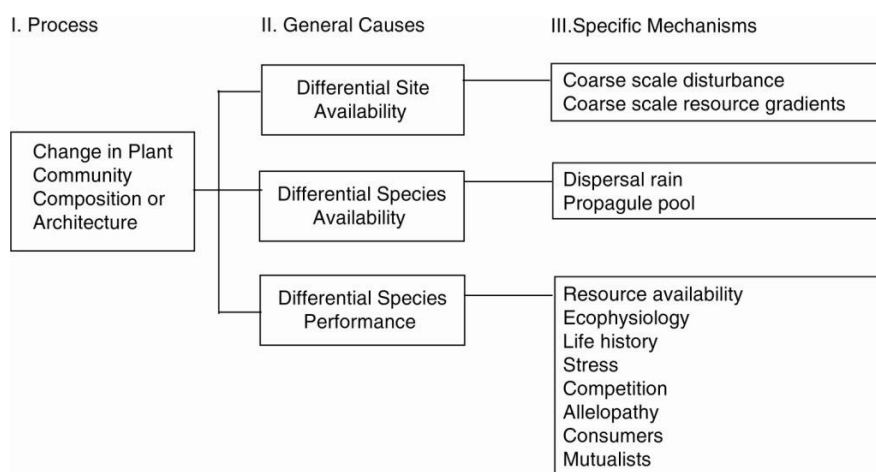 I. Process
II. General Causes
III.Specific Mechanisms
Change in Plant
Community
Composition or
Architecture
Differential Site
Availability
Coarse scale disturbance
Coarse scale resource gradients
Differential Species
Availability
Dispersal rain
Propagule pool
Differential Species
Performance
Resource availability
Ecophysiology
Life history
Stress
Competition
Allelopathy
Consumers
Mutualists